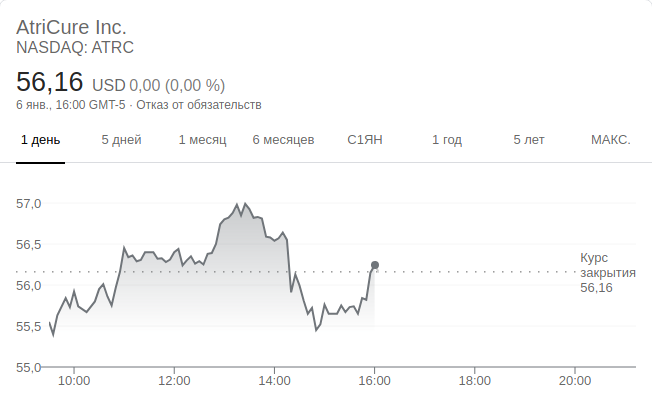 AtriCure Inc.
NASDAQ: ATRC
56,16 USD 0,00 (0,00 %)
6 янв., 16:00 GMT-5 · Отказ от обязательств
1 день 5 дней 1 месяц 6 месяцев С1ЯН 1 год 5 лет МАКС.
57,0
56,5
Курс
закрытия
56,16
56,0
55,5
55,0
10:00 12:00 14:00 16:00 18:00 20:00